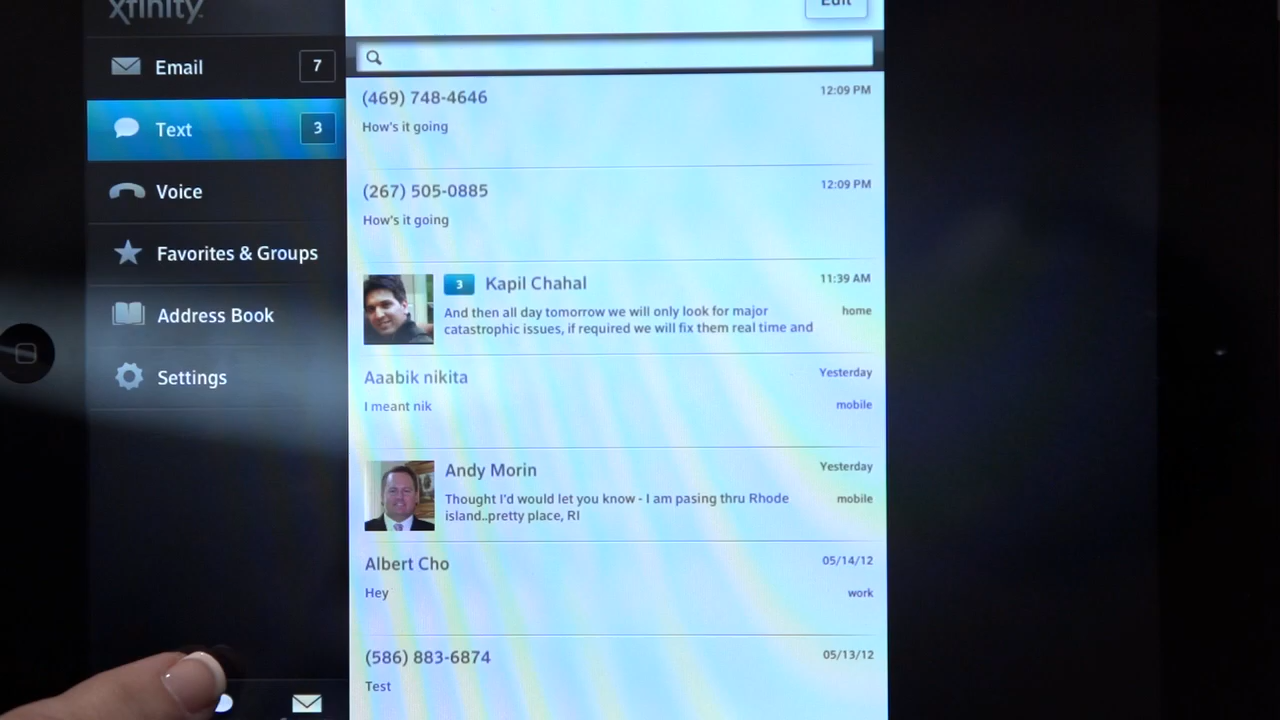 xfinity
Email 7
Text 3
Voice
Favorites & Groups
Address Book
Settings
Edit
(469) 748-4646 12:09 PM
How's it going
(267) 505-0885 12:09 PM
How's it going
3 Kapil Chahal 11:39 AM
And then all day tomorrow we will only look for major home
catastrophic issues, if required we will fix them real time and
Aaabik nikita Yesterday
I meant nik mobile
Andy Morin Yesterday
Thought I'd would let you know - I am pasing thru Rhode mobile
island..pretty place, RI
Albert Cho 05/14/12
Hey work
(586) 883-6874 05/13/12
Test